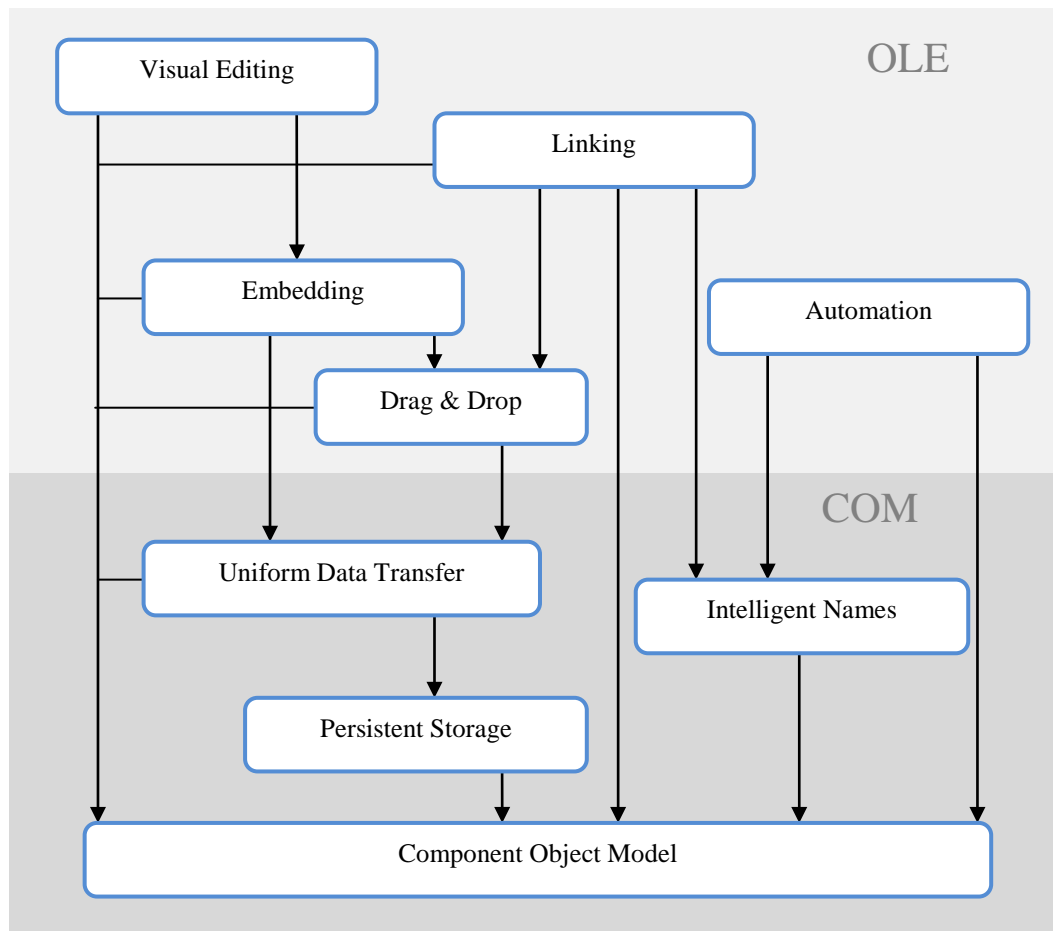 OLE
Visual Editing
Linking
Embedding
Automation
Drag & Drop
COM
Uniform Data Transfer
Intelligent Names
Persistent Storage
Component Object Model